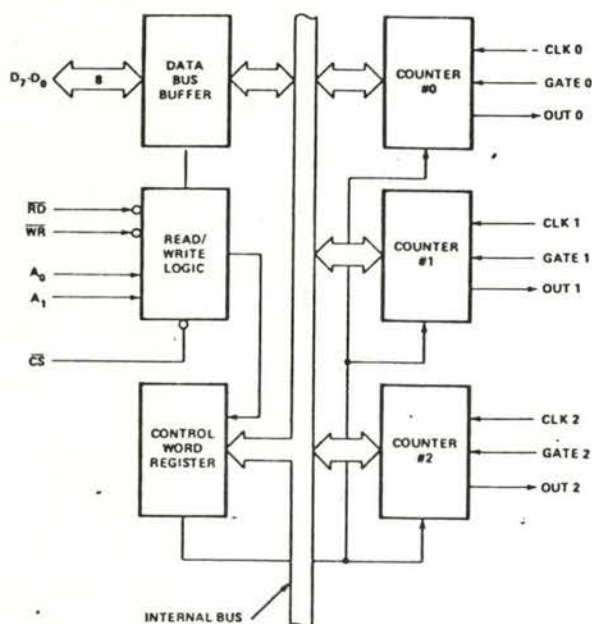 D7-D0
8
DATA
BUS
BUFFER
COUNTER
#0
CLK 0
GATE 0
OUT 0
RD
WR
A0
A1
CS
READ/
WRITE
LOGIC
COUNTER
#1
CLK 1
GATE 1
OUT 1
CONTROL
WORD
REGISTER
COUNTER
#2
CLK 2
GATE 2
OUT 2
INTERNAL BUS